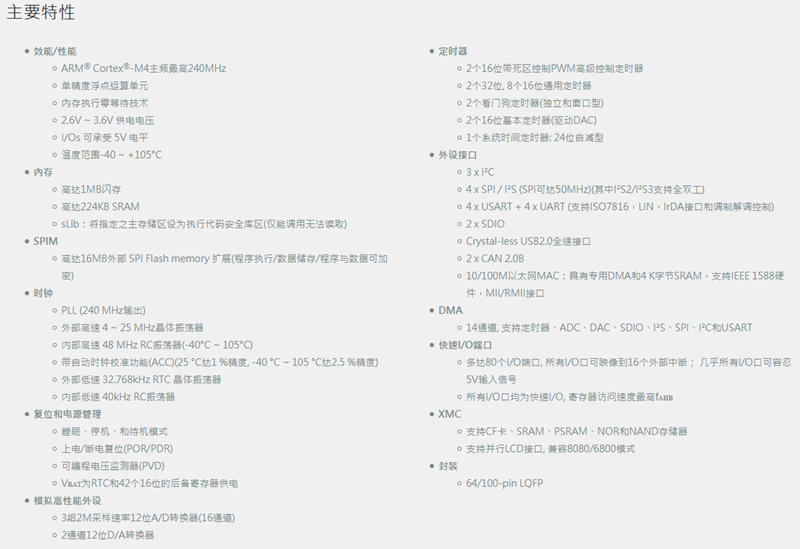 主要特性
效能/性能
ARM® Cortex®-M4主频最高240MHz
单精度浮点运算单元
内存执行零等待技术
2.6V ~ 3.6V 供电电压
I/Os 可承受 5V 电平
温度范围-40 ~ +105°C
内存
高达1MB闪存
高达224KB SRAM
sLib：将指定之主存储区设为执行代码安全库区(仅能调用无法读取)
SPIM
高达16MB外部 SPI Flash memory 扩展(程序执行/数据储存/程序与数据可加
密)
时钟
PLL (240 MHz输出)
外部高速 4 ~ 25 MHz晶体振荡器
内部高速 48 MHz RC振荡器(-40°C ~ 105°C)
带自动时钟校准功能(ACC)(25 °C达1 %精度, -40 °C ~ 105 °C达2.5 %精度)
外部低速 32.768kHz RTC 晶体振荡器
内部低速 40kHz RC振荡器
复位和电源管理
睡眠、停机、和待机模式
上电/断电复位(POR/PDR)
可编程电压监测器(PVD)
VBAT为RTC和42个16位的后备寄存器供电
模拟高性能外设
3组2M采样速率12位A/D转换器(16通道)
2通道12位D/A转换器
定时器
2个16位带死区控制PWM高级控制定时器
2个32位, 8个16位通用定时器
2个看门狗定时器(独立和窗口型)
2个16位基本定时器(驱动DAC)
1个系统时间定时器: 24位自减型
外设接口
3 x I²C
4 x SPI / I²S (SPI可达50MHz)(其中I²S2/I²S3支持全双工)
4 x USART + 4 x UART (支持ISO7816，LIN，IrDA接口和调制解调控制)
2 x SDIO
Crystal-less USB2.0全速接口
2 x CAN 2.0B
10/100M以太网MAC：具有专用DMA和4 K字节SRAM，支持IEEE 1588硬
件，MII/RMII接口
DMA
14通道, 支持定时器、ADC、DAC、SDIO、I²S、SPI、I²C和USART
快速I/O端口
多达80个I/O端口, 所有I/O口可映像到16个外部中断； 几乎所有I/O口可容忍
5V输入信号
所有I/O口均为快速I/O, 寄存器访问速度最高fAHB
XMC
支持CF卡、SRAM、PSRAM、NOR和NAND存储器
支持并行LCD接口, 兼容8080/6800模式
封装
64/100-pin LQFP